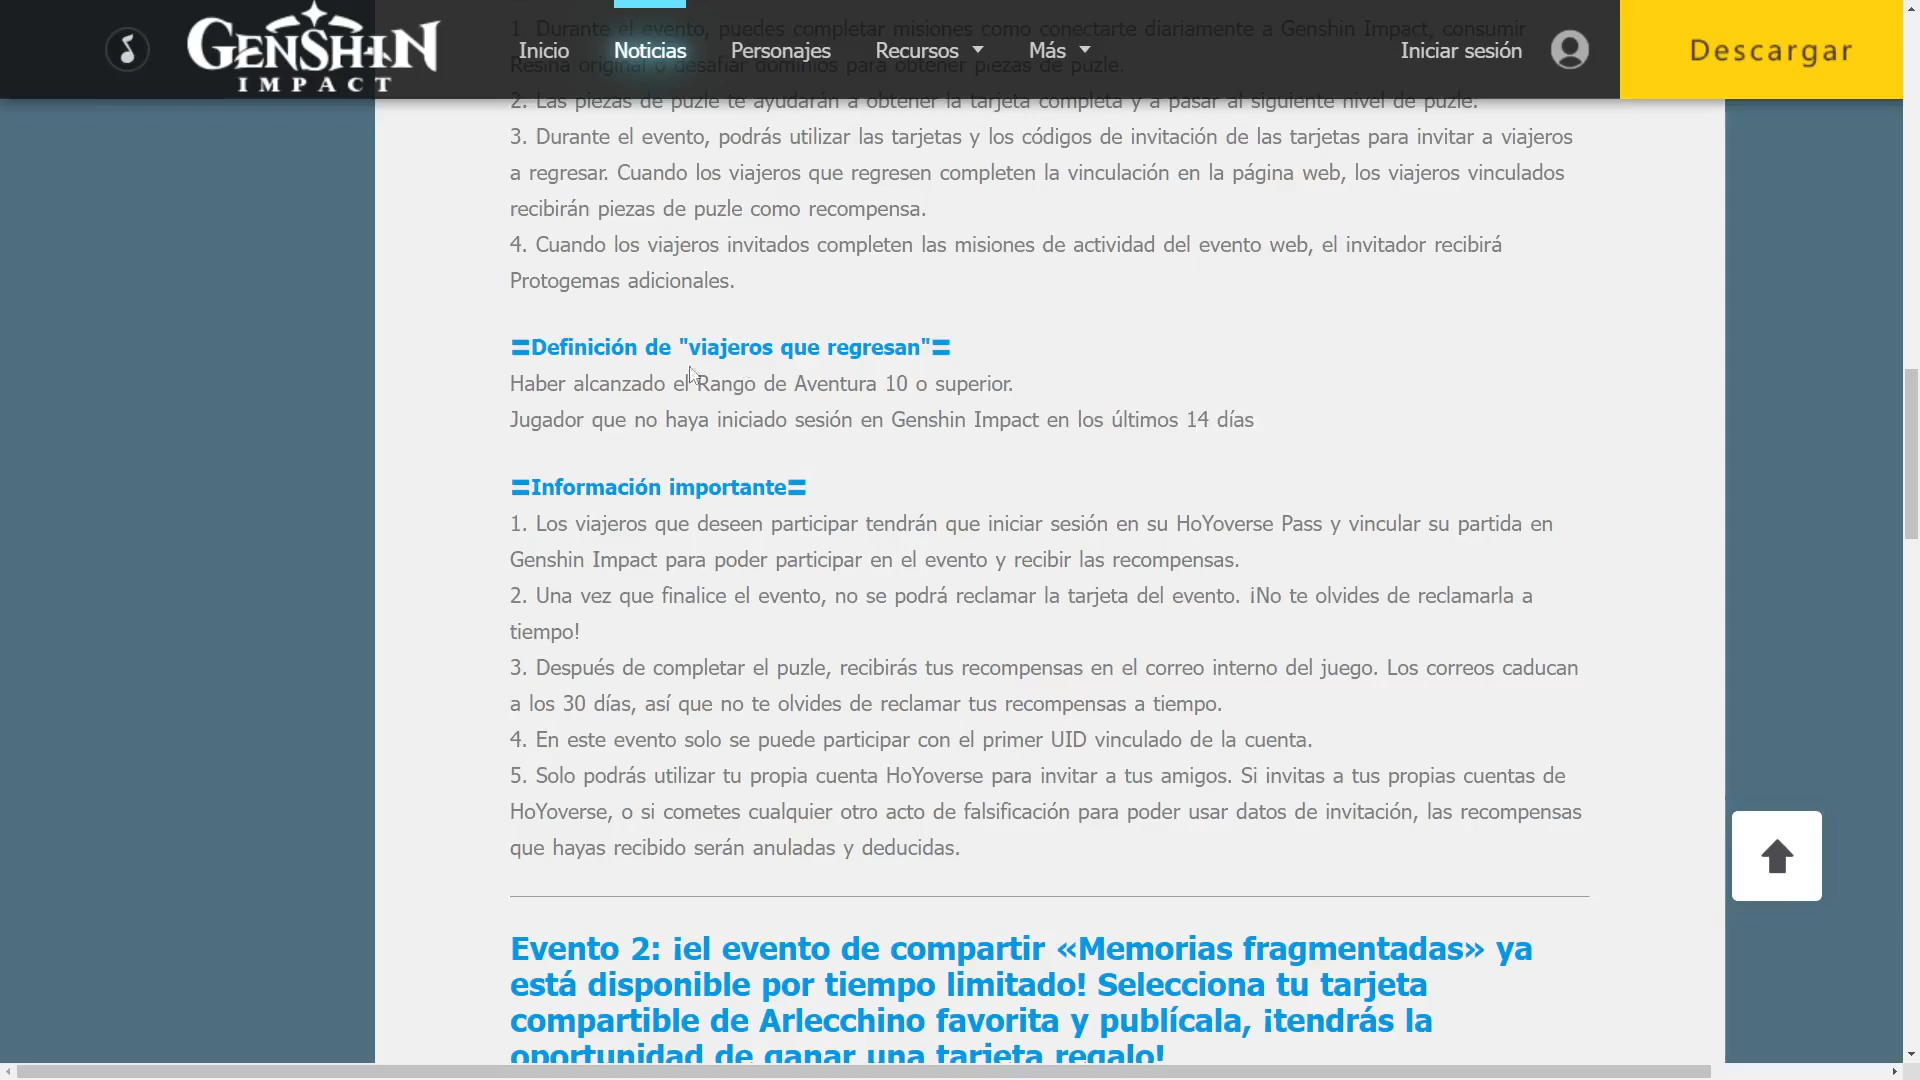 1. Durante el evento, puedes completar misiones como conectarte diariamente a Genshin Impact, consumir
GENSHIN
IMPACT
Inicio
Noticias
Personajes
Recursos
Más
Iniciar sesión
Descargar
Resina original o desafiar dominios para obtener piezas de puzle.
2. Las piezas de puzle te ayudarán a obtener la tarjeta completa y a pasar al siguiente nivel de puzle.
3. Durante el evento, podrás utilizar las tarjetas y los códigos de invitación de las tarjetas para invitar a viajeros
a regresar. Cuando los viajeros que regresen completen la vinculación en la página web, los viajeros vinculados
recibirán piezas de puzle como recompensa.
4. Cuando los viajeros invitados completen las misiones de actividad del evento web, el invitador recibirá
Protogemas adicionales.
〓Definición de "viajeros que regresan"〓
Haber alcanzado el Rango de Aventura 10 o superior.
Jugador que no haya iniciado sesión en Genshin Impact en los últimos 14 días
〓Información importante〓
1. Los viajeros que deseen participar tendrán que iniciar sesión en su HoYoverse Pass y vincular su partida en
Genshin Impact para poder participar en el evento y recibir las recompensas.
2. Una vez que finalice el evento, no se podrá reclamar la tarjeta del evento. ¡No te olvides de reclamarla a
tiempo!
3. Después de completar el puzle, recibirás tus recompensas en el correo interno del juego. Los correos caducan
a los 30 días, así que no te olvides de reclamar tus recompensas a tiempo.
4. En este evento solo se puede participar con el primer UID vinculado de la cuenta.
5. Solo podrás utilizar tu propia cuenta HoYoverse para invitar a tus amigos. Si invitas a tus propias cuentas de
HoYoverse, o si cometes cualquier otro acto de falsificación para poder usar datos de invitación, las recompensas
que hayas recibido serán anuladas y deducidas.
Evento 2: ¡el evento de compartir «Memorias fragmentadas» ya
está disponible por tiempo limitado! Selecciona tu tarjeta
compartible de Arlecchino favorita y publícala, ¡tendrás la
oportunidad de ganar una tarjeta regalo!